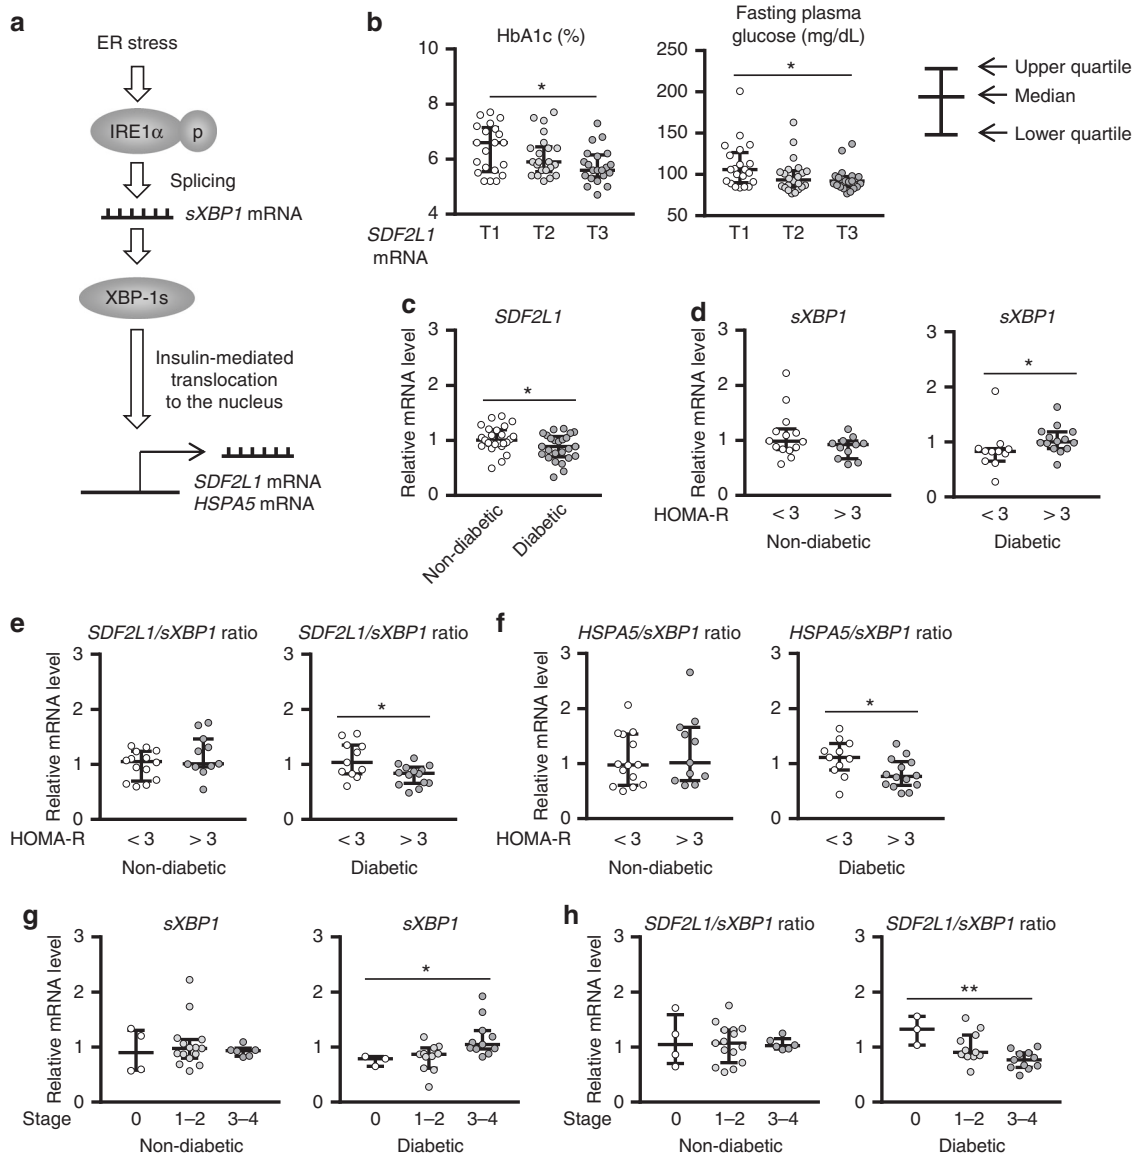 a
ER stress
IRE1α
p
Splicing
sXBP1 mRNA
XBP-1s
Insulin-mediated
translocation
to the nucleus
SDF2L1 mRNA
HSPA5 mRNA
b
HbA1c (%)
10
8
6
4
*
SDF2L1
mRNA
T1 T2 T3
Fasting plasma
glucose (mg/dL)
250
200
150
100
50
*
T1 T2 T3
Upper quartile
Median
Lower quartile
c
SDF2L1
Relative mRNA level
3
2
1
0
*
Non-diabetic
Diabetic
d
sXBP1
Relative mRNA level
3
2
1
0
HOMA-R < 3 > 3
Non-diabetic
sXBP1
3
2
1
0
*
< 3 > 3
Diabetic
e
SDF2L1/sXBP1 ratio
Relative mRNA level
3
2
1
0
HOMA-R < 3 > 3
Non-diabetic
SDF2L1/sXBP1 ratio
3
2
1
0
*
< 3 > 3
Diabetic
f
HSPA5/sXBP1 ratio
Relative mRNA level
3
2
1
0
HOMA-R < 3 > 3
Non-diabetic
HSPA5/sXBP1 ratio
3
2
1
0
*
< 3 > 3
Diabetic
g
sXBP1
Relative mRNA level
3
2
1
0
Stage 0 1–2 3–4
Non-diabetic
sXBP1
3
2
1
0
*
0 1–2 3–4
Diabetic
h
SDF2L1/sXBP1 ratio
Relative mRNA level
3
2
1
0
Stage 0 1–2 3–4
Non-diabetic
SDF2L1/sXBP1 ratio
3
2
1
0
**
0 1–2 3–4
Diabetic